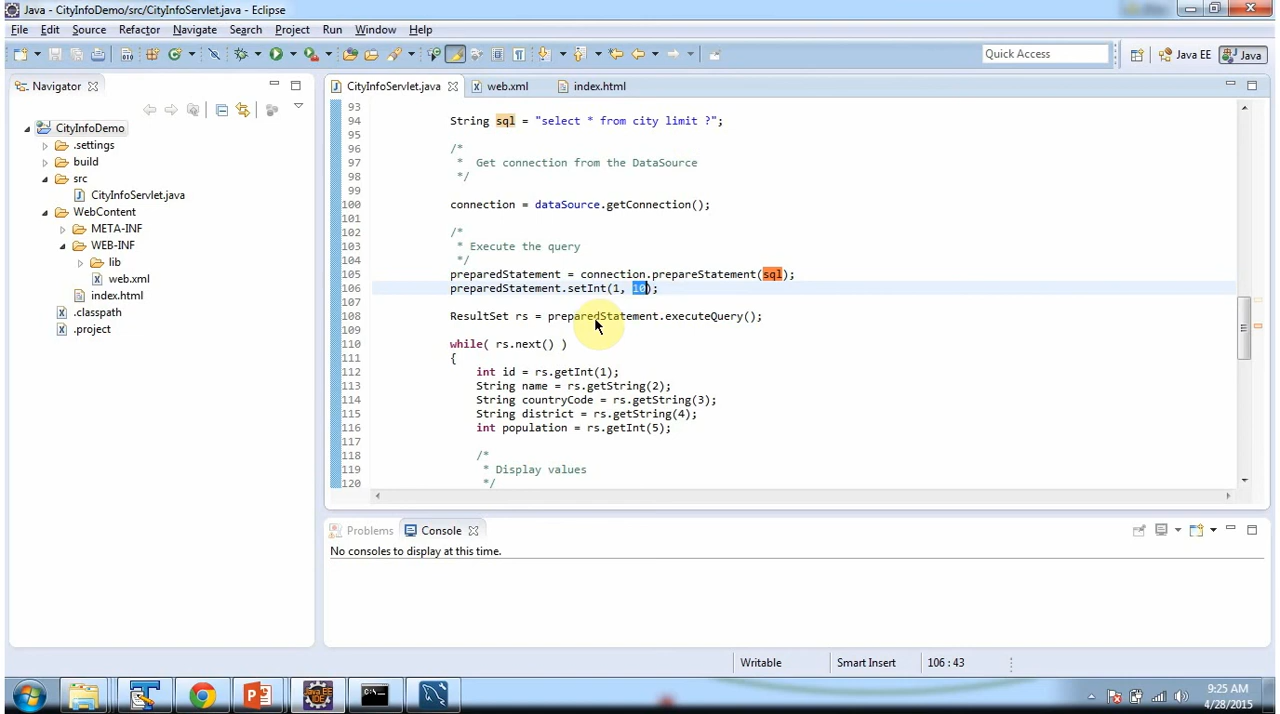 Java - CityInfoDemo/src/CityInfoServlet.java - Eclipse
File Edit Source Refactor Navigate Search Project Run Window Help
Quick Access Java EE Java
Navigator
CityInfoDemo
.settings
build
src
CityInfoServlet.java
WebContent
META-INF
WEB-INF
lib
web.xml
index.html
.classpath
.project
CityInfoServlet.java web.xml index.html
93
94 String sql = "select * from city limit ?";
95
96 /*
97 * Get connection from the DataSource
98 */
99
100 connection = dataSource.getConnection();
101
102 /*
103 * Execute the query
104 */
105 preparedStatement = connection.prepareStatement(sql);
106 preparedStatement.setInt(1, 10);
107
108 ResultSet rs = preparedStatement.executeQuery();
109
110 while( rs.next() )
111 {
112 int id = rs.getInt(1);
113 String name = rs.getString(2);
114 String countryCode = rs.getString(3);
115 String district = rs.getString(4);
116 int population = rs.getInt(5);
117
118 /*
119 * Display values
120 */
Problems Console
No consoles to display at this time.
Writable Smart Insert 106 : 43
Java EE
IDE
9:25 AM
4/28/2015